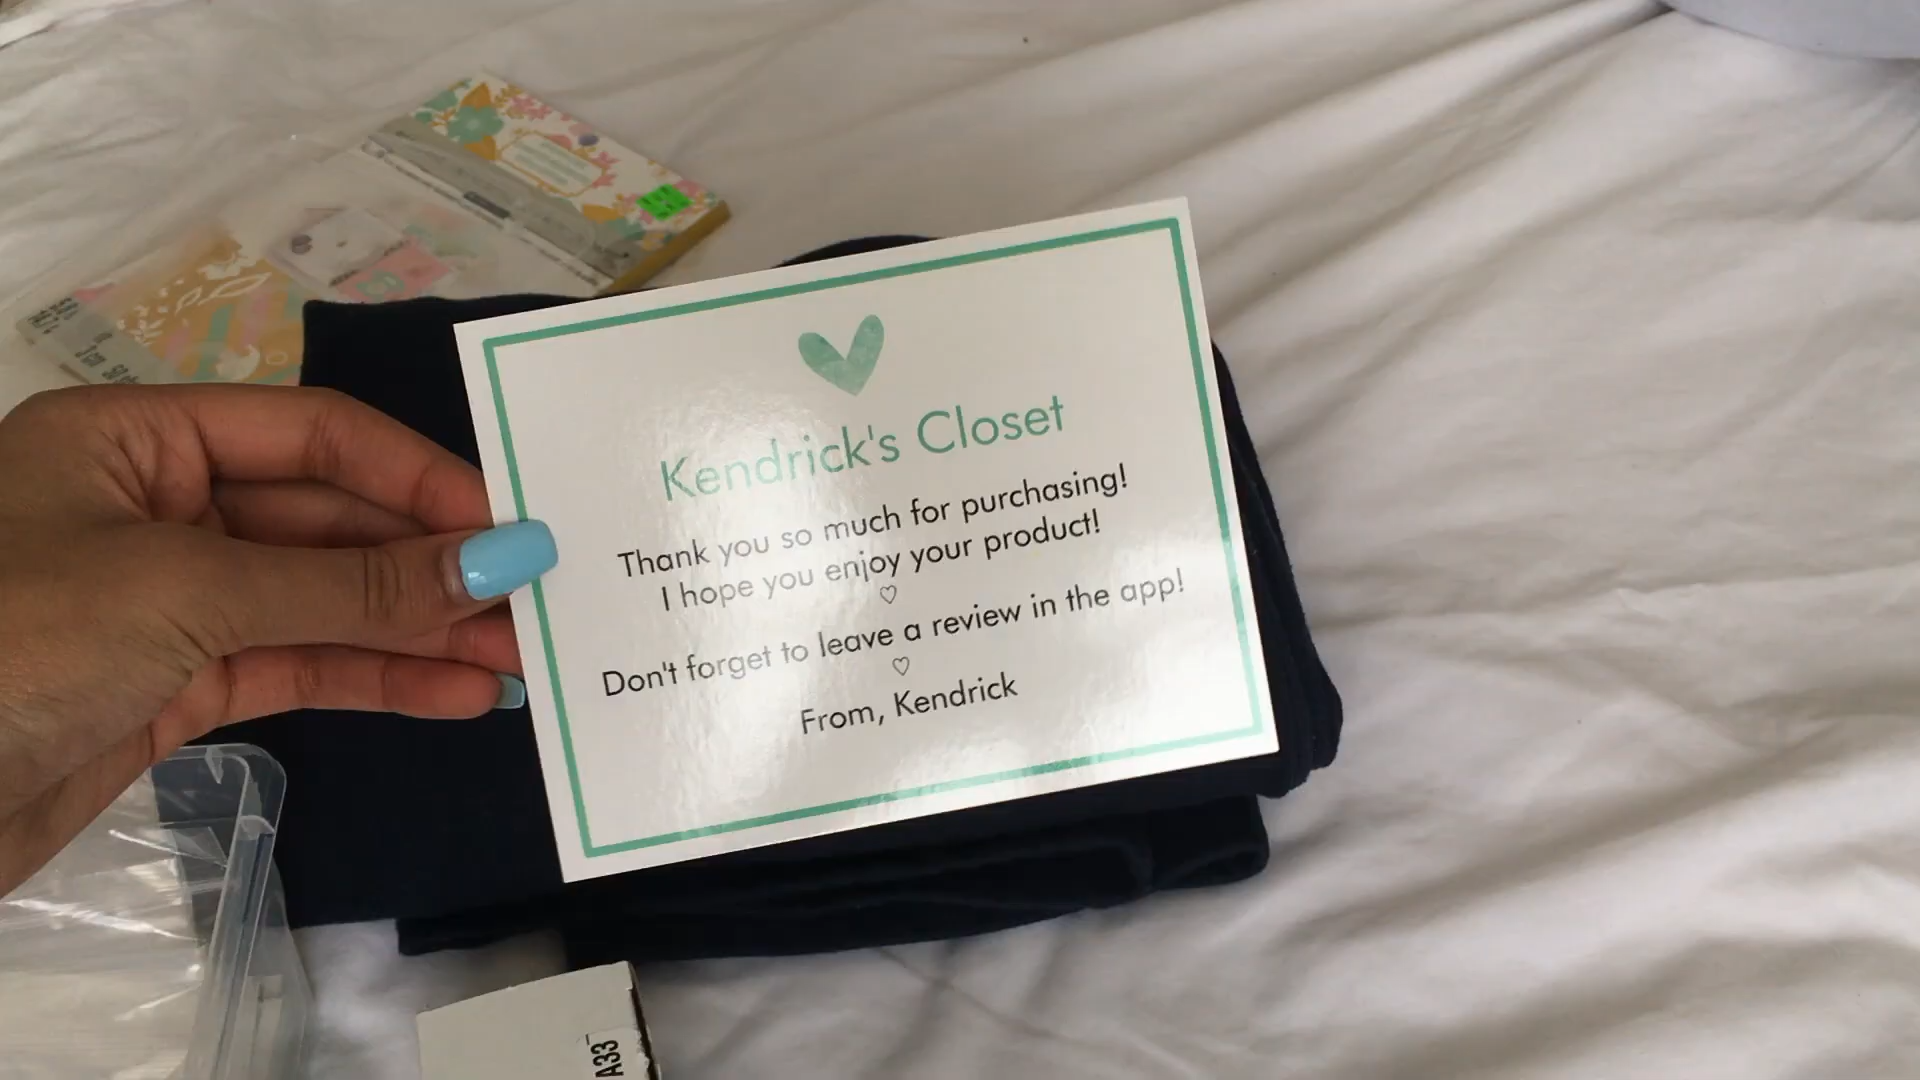 Kendrick's Closet
Thank you so much for purchasing!
I hope you enjoy your product!
Don't forget to leave a review in the app!
From, Kendrick
A33